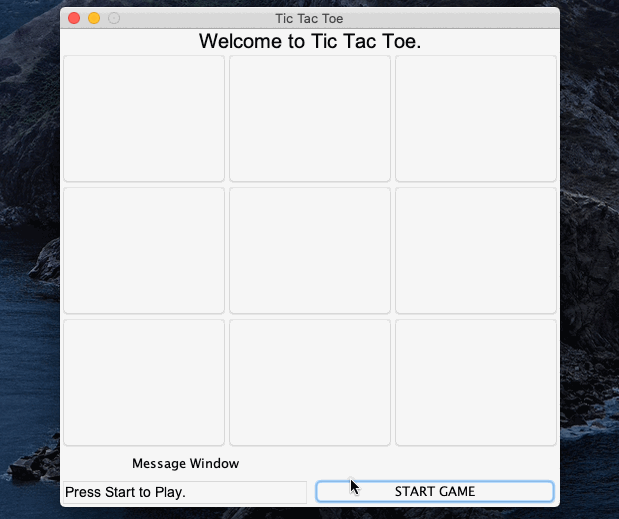 Tic Tac Toe
Welcome to Tic Tac Toe.
Message Window
Press Start to Play.
START GAME